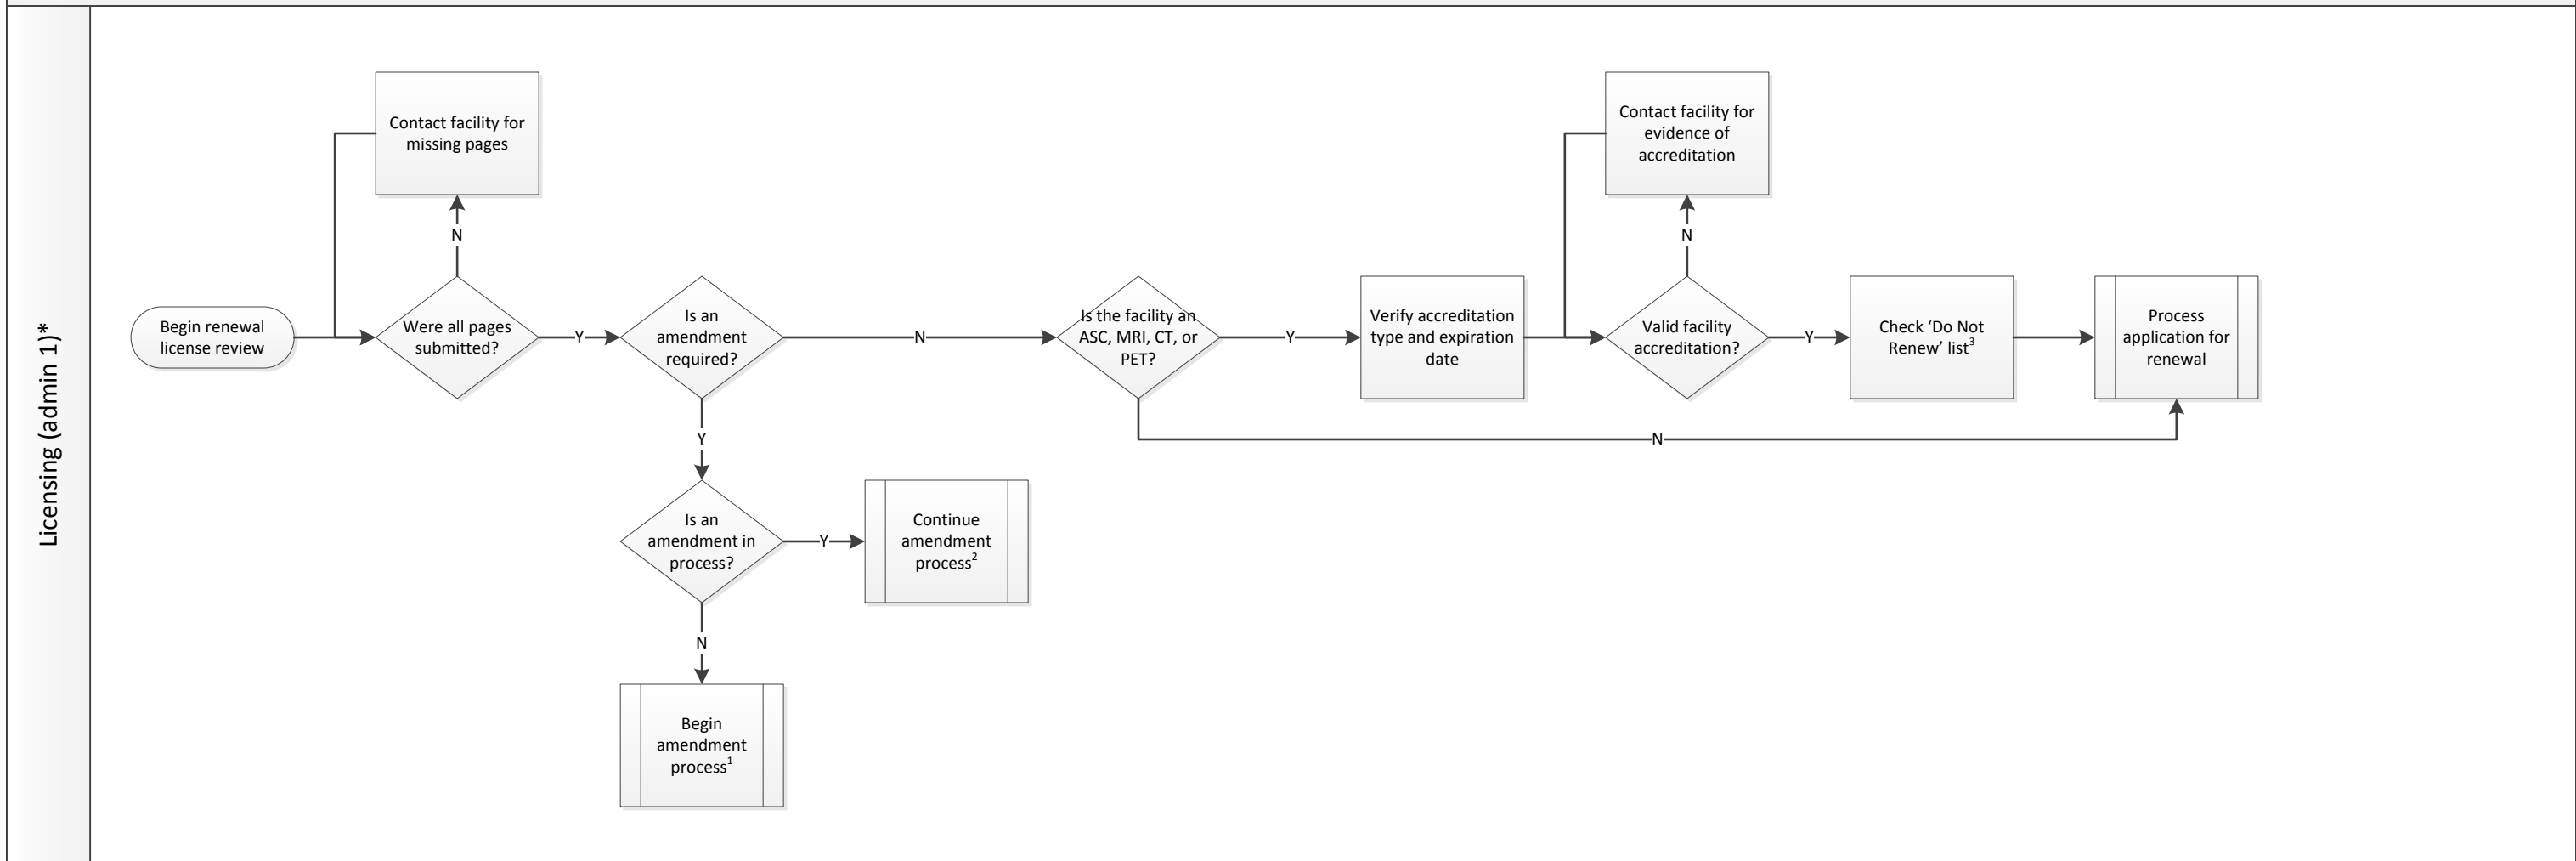 Licensing (admin 1)*
Begin renewal
license review
Contact facility for
missing pages
N
Were all pages
submitted?
Y
Is an
amendment
required?
N
Y
Is an
amendment in
process?
Y
Continue
amendment
process2
N
Begin
amendment
process1
Is the facility an
ASC, MRI, CT, or
PET?
Y
N
Verify accreditation
type and expiration
date
Contact facility for
evidence of
accreditation
N
Valid facility
accreditation?
Y
Check ‘Do Not
Renew’ list3
Process
application for
renewal